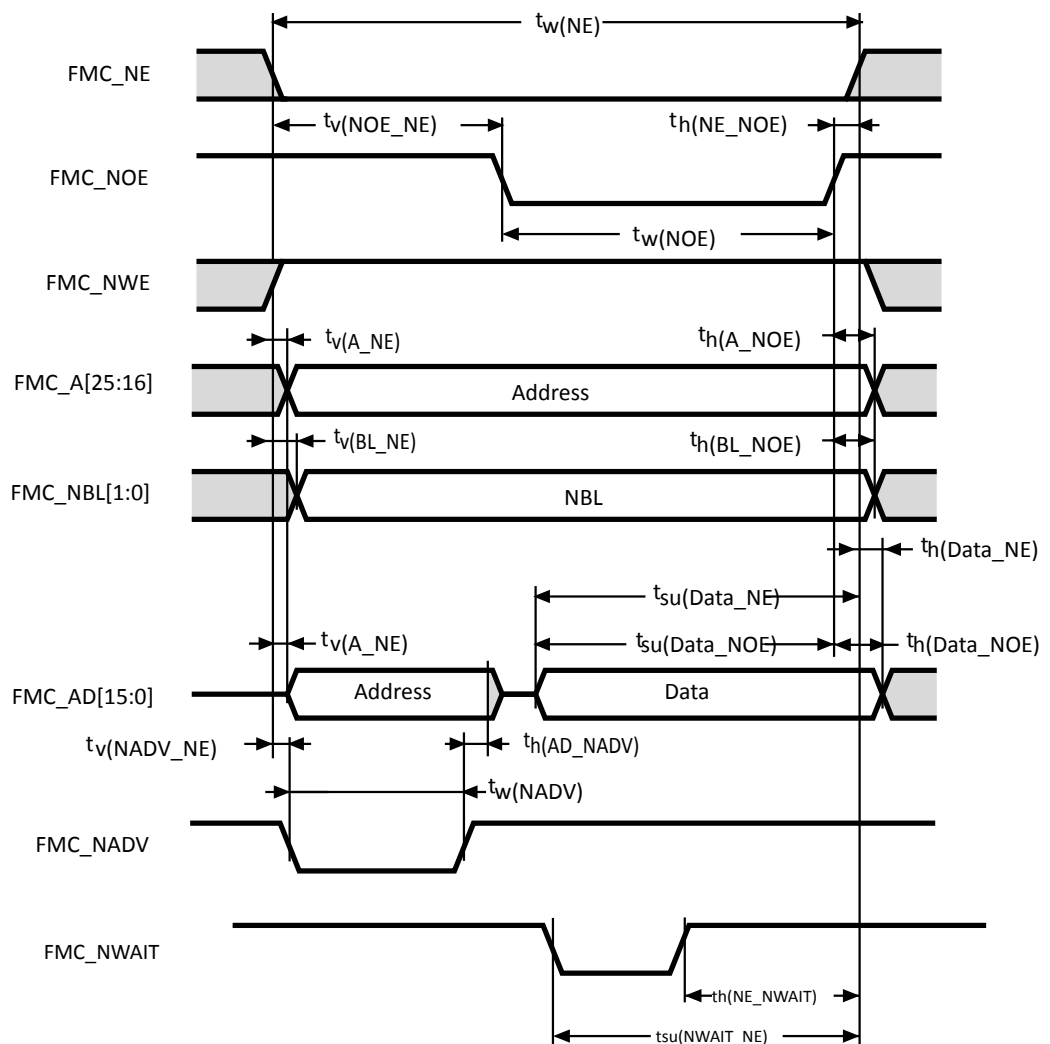 tw(NE)
FMC_NE
tv(NOE_NE)
th(NE_NOE)
FMC_NOE
tw(NOE)
FMC_NWE
tv(A_NE)
th(A_NOE)
FMC_A[25:16]
Address
tv(BL_NE)
th(BL_NOE)
FMC_NBL[1:0]
NBL
th(Data_NE)
tsu(Data_NE)
tv(A_NE)
tsu(Data_NOE)
th(Data_NOE)
FMC_AD[15:0]
Address
Data
tv(NADV_NE)
th(AD_NADV)
tw(NADV)
FMC_NADV
FMC_NWAIT
th(NE_NWAIT)
tsu(NWAIT_NE)